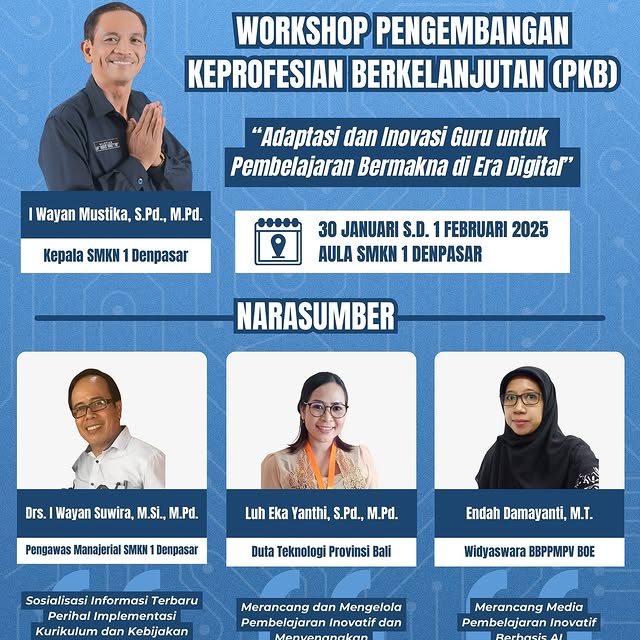 WORKSHOP PENGEMBANGAN
KEPROFESIAN BERKELANJUTAN (PKB)
“Adaptasi dan Inovasi Guru untuk
Pembelajaran Bermakna di Era Digital”
I Wayan Mustika, S.Pd., M.Pd.
Kepala SMKN 1 Denpasar
30 JANUARI S.D. 1 FEBRUARI 2025
AULA SMKN 1 DENPASAR
NARASUMBER
Drs. I Wayan Suwira, M.Si., M.Pd.
Pengawas Manajerial SMKN 1 Denpasar
Luh Eka Yanthi, S.Pd., M.Pd.
Duta Teknologi Provinsi Bali
Endah Damayanti, M.T.
Widyaswara BBPPMPV BOE
Sosialisasi Informasi Terbaru
Perihal Implementasi
Kurikulum dan Kebijakan
Merancang dan Mengelola
Pembelajaran Inovatif dan
Menyenangkan
Merancang Media
Pembelajaran Inovatif
Berbasis AI